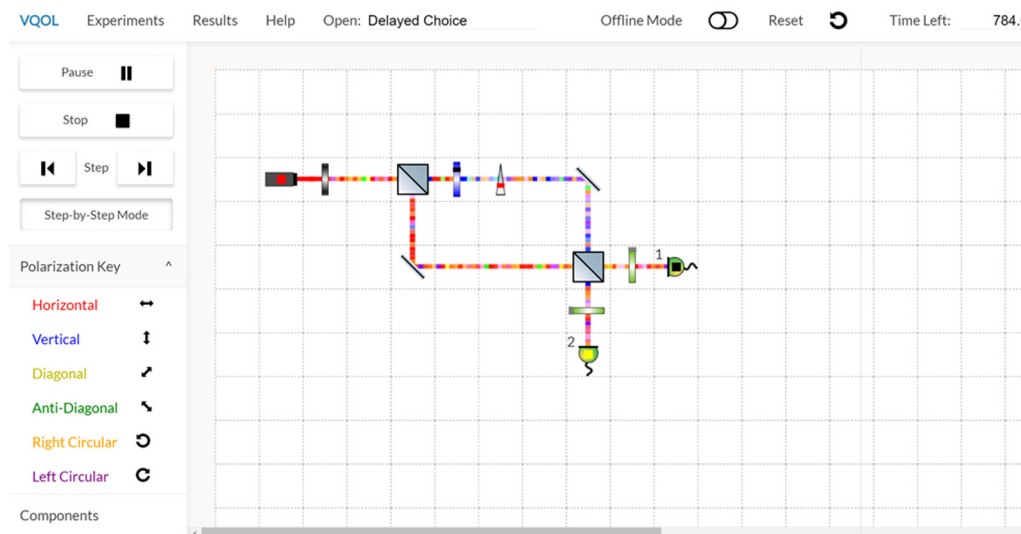 VQOL Experiments Results Help Open: Delayed Choice Offline Mode Reset Time Left: 784.
Pause
Stop
Step
Step-by-Step Mode
Polarization Key
Horizontal
Vertical
Diagonal
Anti-Diagonal
Right Circular
Left Circular
Components
1
2